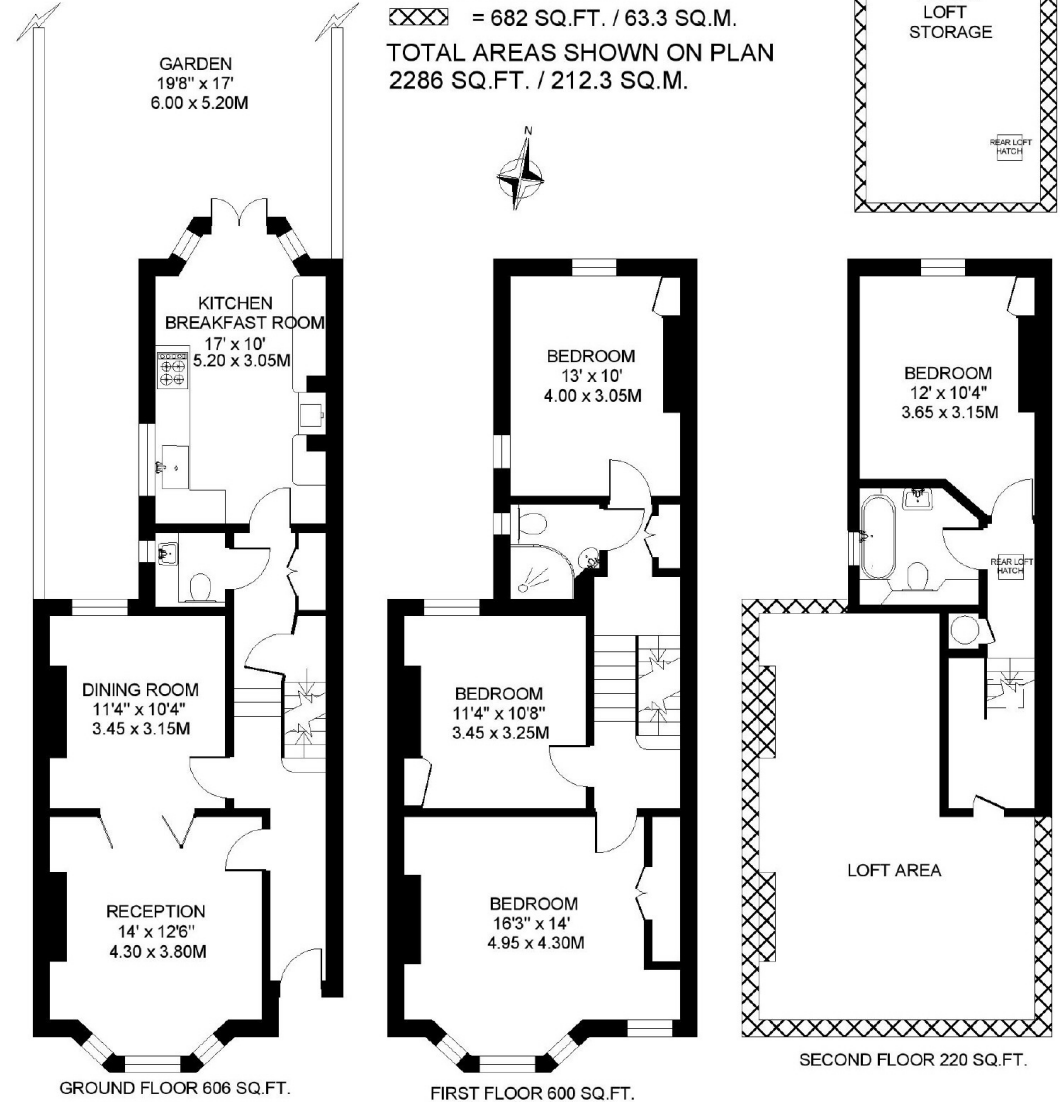 = 682 SQ.FT. / 63.3 SQ.M.
TOTAL AREAS SHOWN ON PLAN
2286 SQ.FT. / 212.3 SQ.M.
GARDEN
19'8" x 17'
6.00 x 5.20M
LOFT
STORAGE
REAR LOFT
HATCH
N
KITCHEN
BREAKFAST ROOM
17' x 10'
5.20 x 3.05M
DINING ROOM
11'4" x 10'4"
3.45 x 3.15M
RECEPTION
14' x 12'6"
4.30 x 3.80M
GROUND FLOOR 606 SQ.FT.
BEDROOM
13' x 10'
4.00 x 3.05M
BEDROOM
11'4" x 10'8"
3.45 x 3.25M
BEDROOM
16'3" x 14'
4.95 x 4.30M
FIRST FLOOR 600 SQ.FT.
BEDROOM
12' x 10'4"
3.65 x 3.15M
REAR LOFT
HATCH
LOFT AREA
SECOND FLOOR 220 SQ.FT.